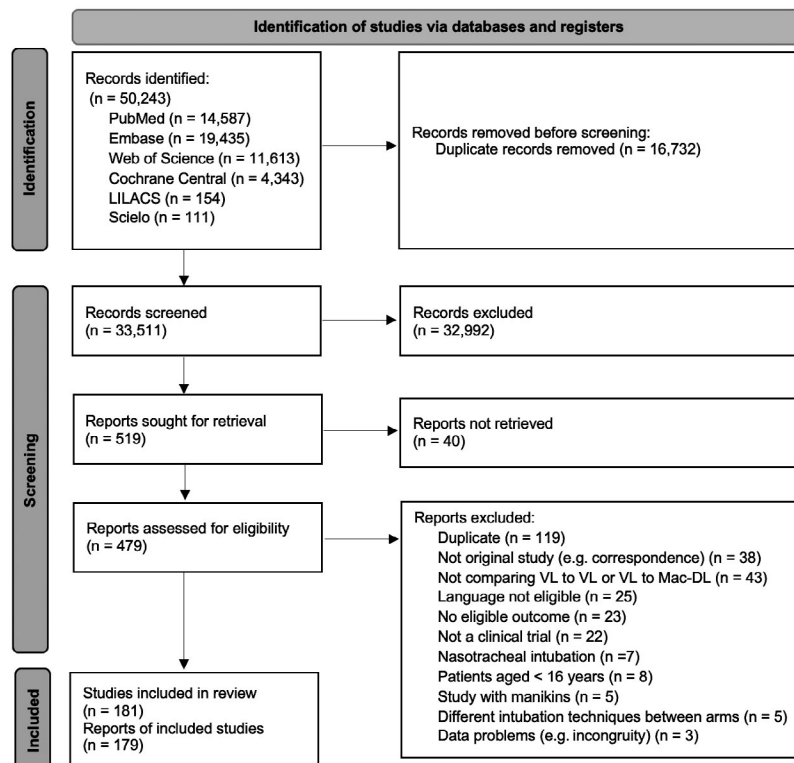 Identification of studies via databases and registers
Identification
Records identified:
(n = 50,243)
PubMed (n = 14,587)
Embase (n = 19,435)
Web of Science (n = 11,613)
Cochrane Central (n = 4,343)
LILACS (n = 154)
Scielo (n = 111)
Records removed before screening:
Duplicate records removed (n = 16,732)
Screening
Records screened
(n = 33,511)
Records excluded
(n = 32,992)
Reports sought for retrieval
(n = 519)
Reports not retrieved
(n = 40)
Reports assessed for eligibility
(n = 479)
Reports excluded:
Duplicate (n = 119)
Not original study (e.g. correspondence) (n = 38)
Not comparing VL to VL or VL to Mac-DL (n = 43)
Language not eligible (n = 25)
No eligible outcome (n = 23)
Not a clinical trial (n = 22)
Nasotracheal intubation (n =7)
Patients aged < 16 years (n = 8)
Study with manikins (n = 5)
Different intubation techniques between arms (n = 5)
Data problems (e.g. incongruity) (n = 3)
Included
Studies included in review
(n = 181)
Reports of included studies
(n = 179)